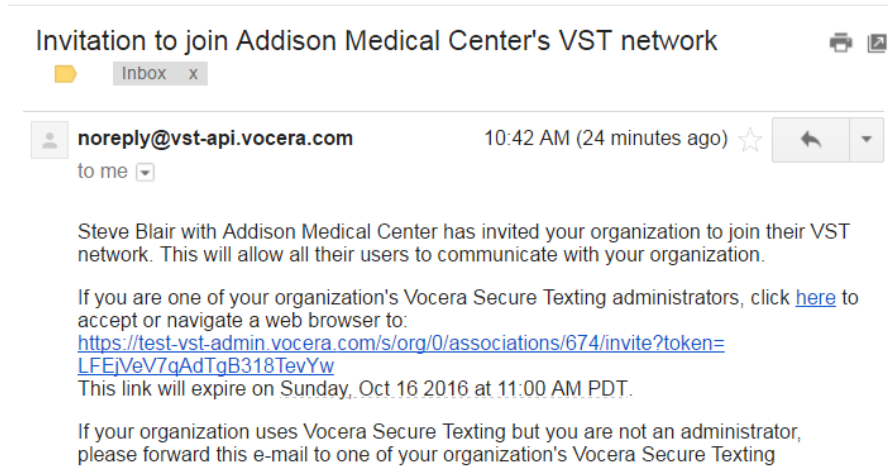 Invitation to join Addison Medical Center's VST network
Inbox x
noreply@vst-api.vocera.com 10:42 AM (24 minutes ago)
to me
Steve Blair with Addison Medical Center has invited your organization to join their VST
network. This will allow all their users to communicate with your organization.
If you are one of your organization's Vocera Secure Texting administrators, click here to
accept or navigate a web browser to:
https://test-vst-admin.vocera.com/s/org/0/associations/674/invite?token=
LFEjVeV7qAdTgB318TevYw
This link will expire on Sunday, Oct 16 2016 at 11:00 AM PDT.
If your organization uses Vocera Secure Texting but you are not an administrator,
please forward this e-mail to one of your organization's Vocera Secure Texting